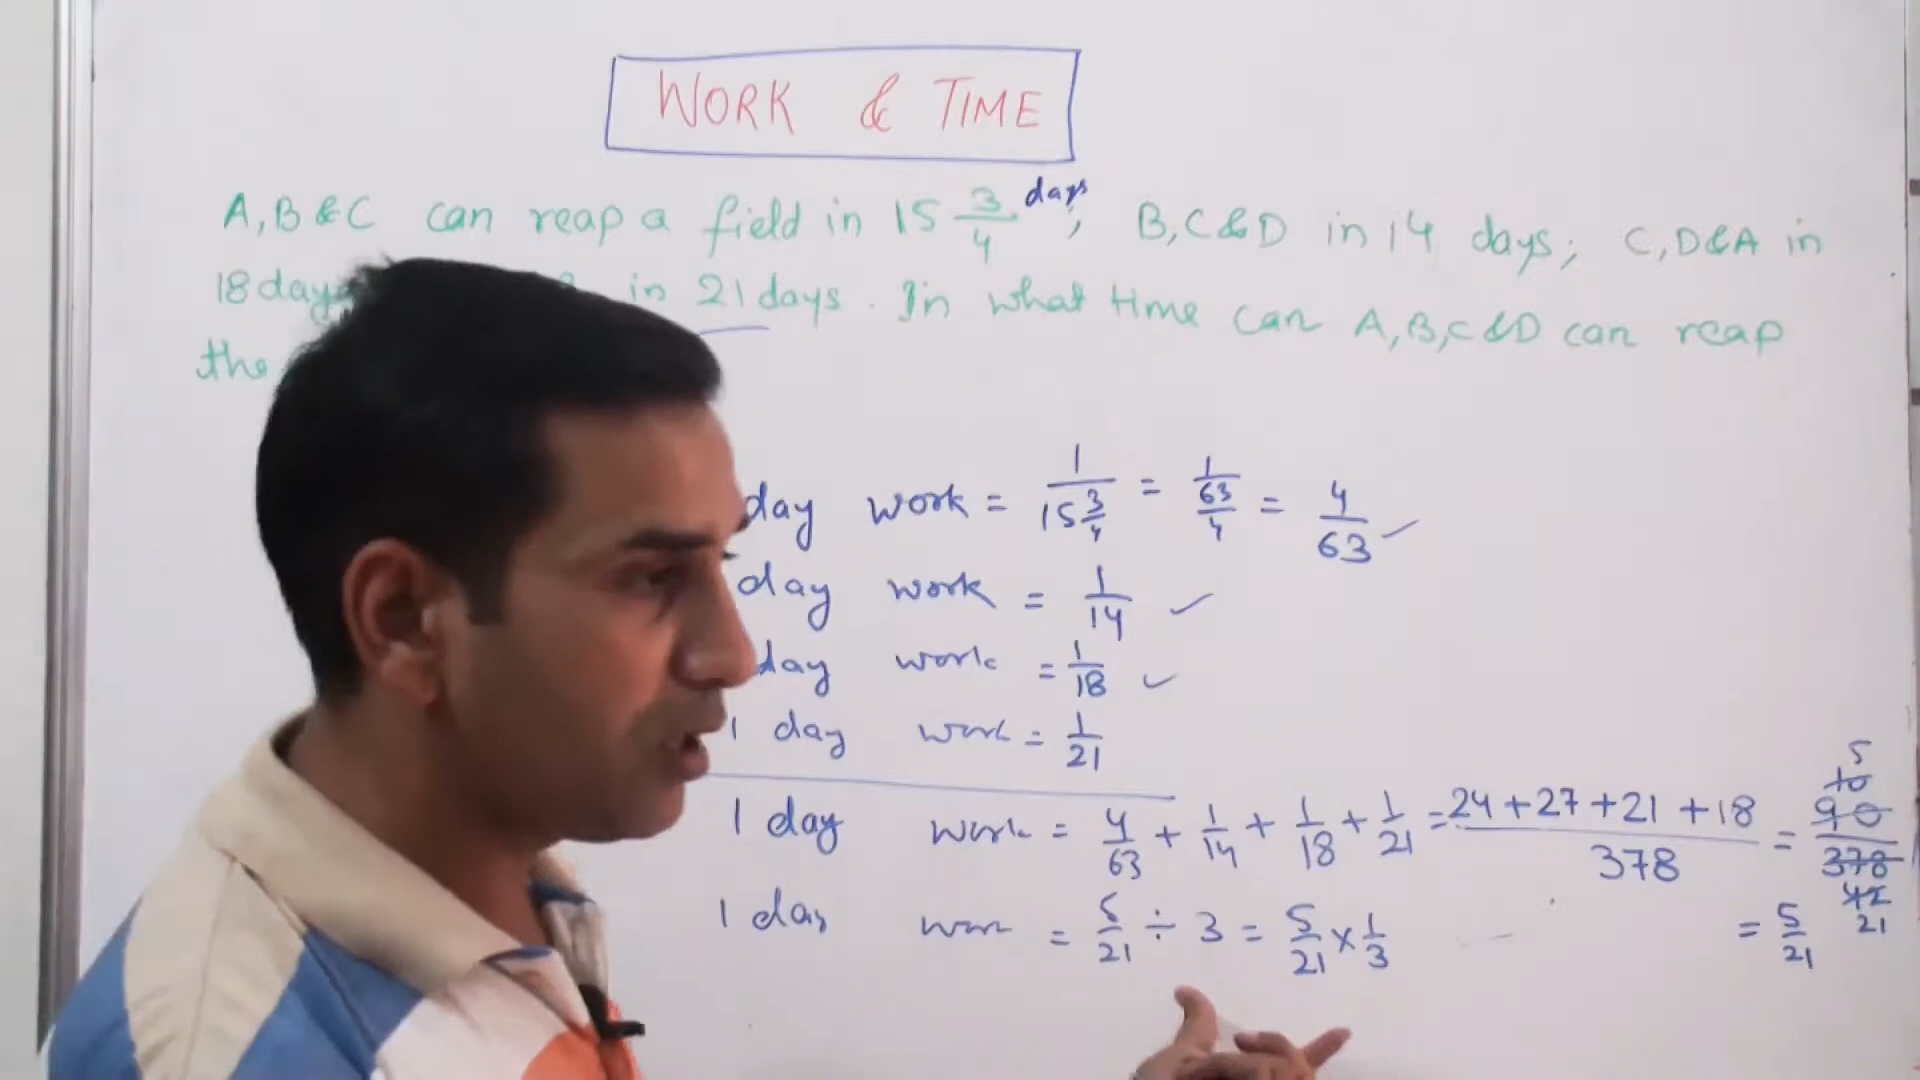 WORK & TIME
A, B & C can reap a field in 15 3/4 days; B, C & D in 14 days; C, D & A in
18 days in 21 days. In what time can A, B, C & D can reap
the
day work = 1/15 3/4 = 1/63/4 = 4/63 ✓
day work = 1/14 ✓
day work = 1/18 ✓
1 day work = 1/21
1 day work = 4/63 + 1/14 + 1/18 + 1/21 = 24+27+21+18/378 = 5 10 90/378 42 21
1 day wor = 5/21 ÷ 3 = 5/21 × 1/3 = 5/21